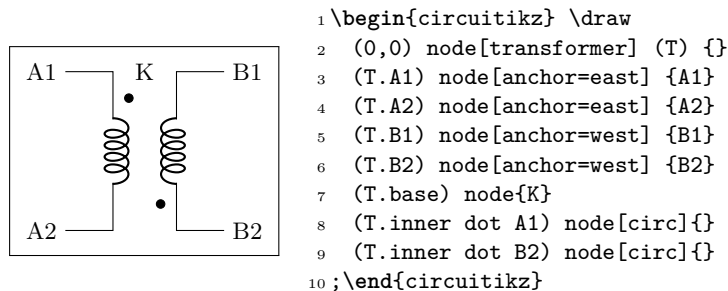 A1 K B1
A2 B2
1 \begin{circuitikz} \draw
2 (0,0) node[transformer] (T) {}
3 (T.A1) node[anchor=east] {A1}
4 (T.A2) node[anchor=east] {A2}
5 (T.B1) node[anchor=west] {B1}
6 (T.B2) node[anchor=west] {B2}
7 (T.base) node{K}
8 (T.inner dot A1) node[circ]{}
9 (T.inner dot B2) node[circ]{}
10 ;\end{circuitikz}